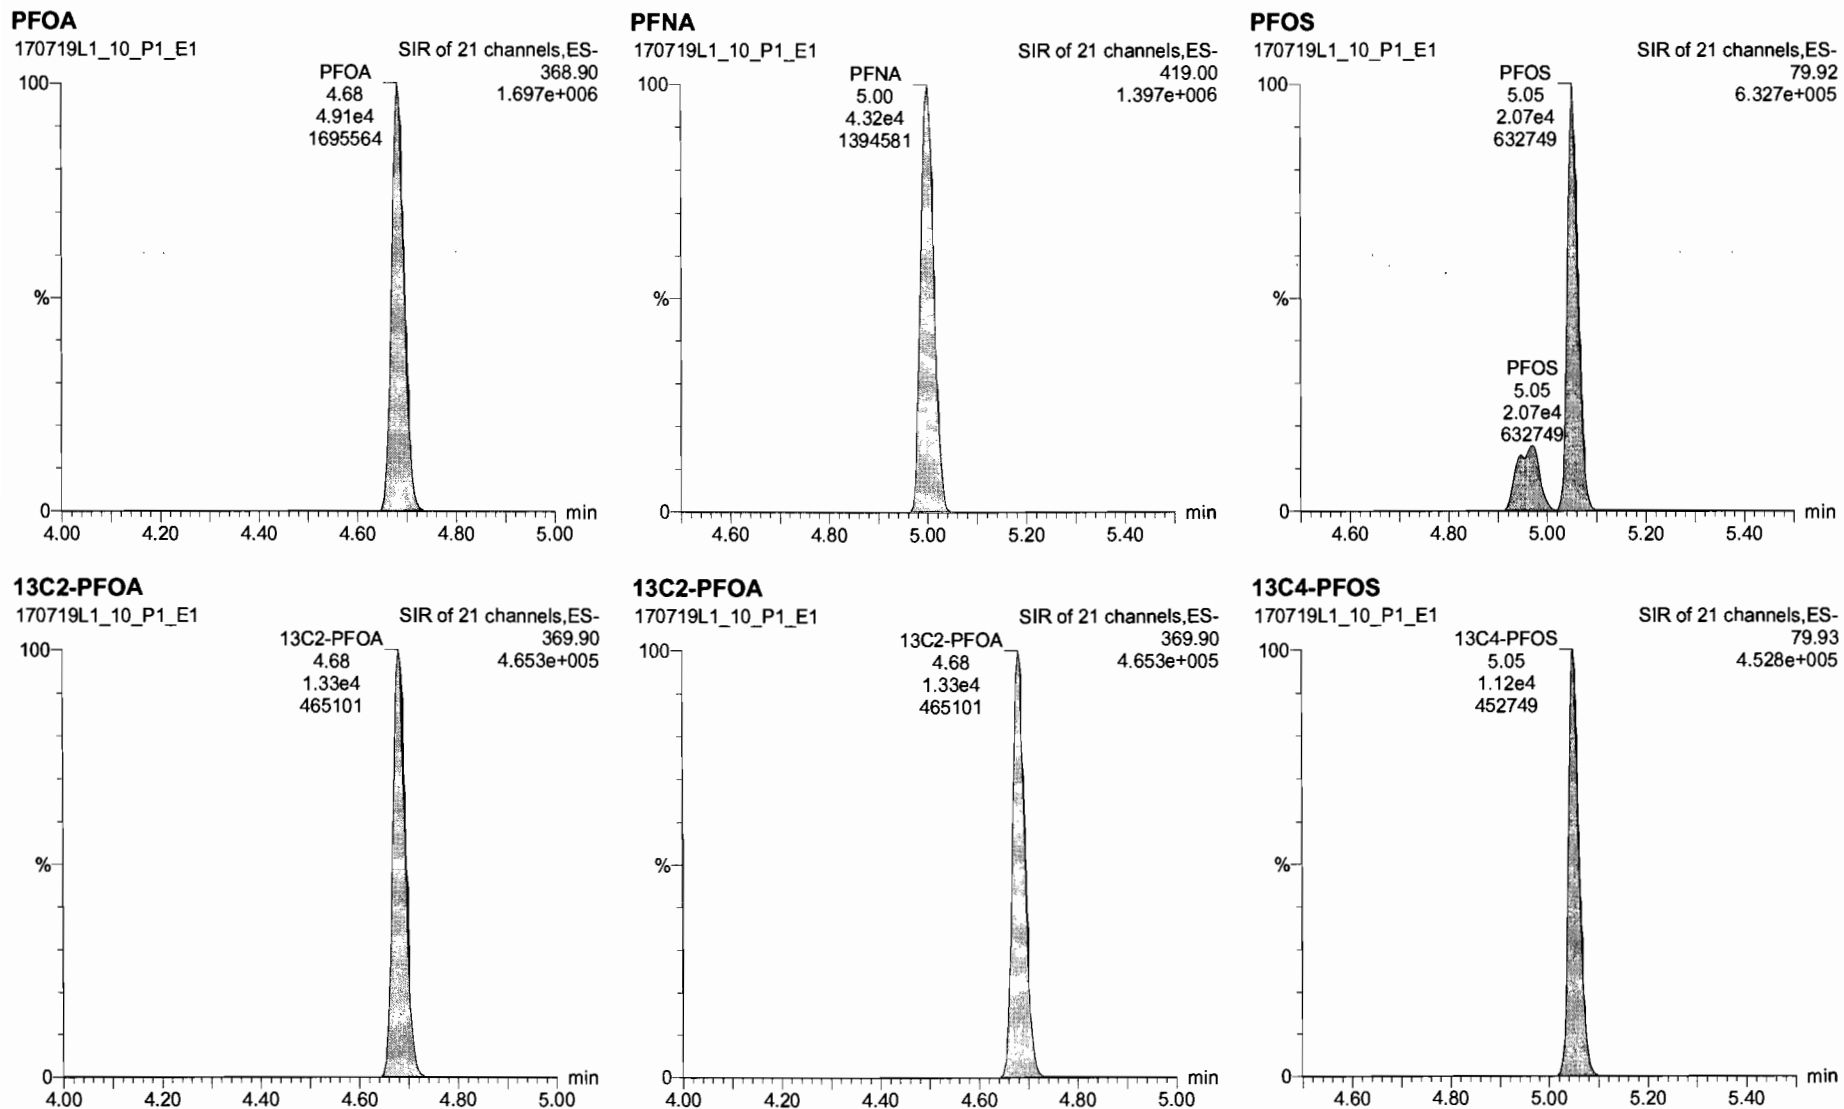 PFOA
170719L1_10_P1_E1
SIR of 21 channels,ES-
368.90
1.697e+006
PFOA
4.68
4.91e4
1695564
100
%
0
4.00 4.20 4.40 4.60 4.80 5.00 min
PFNA
170719L1_10_P1_E1
SIR of 21 channels,ES-
419.00
1.397e+006
PFNA
5.00
4.32e4
1394581
100
%
0
4.60 4.80 5.00 5.20 5.40 min
PFOS
170719L1_10_P1_E1
SIR of 21 channels,ES-
79.92
6.327e+005
PFOS
5.05
2.07e4
632749
PFOS
5.05
2.07e4
632749
100
%
0
4.60 4.80 5.00 5.20 5.40 min
13C2-PFOA
170719L1_10_P1_E1
SIR of 21 channels,ES-
369.90
4.653e+005
13C2-PFOA
4.68
1.33e4
465101
100
%
0
4.00 4.20 4.40 4.60 4.80 5.00 min
13C2-PFOA
170719L1_10_P1_E1
SIR of 21 channels,ES-
369.90
4.653e+005
13C2-PFOA
4.68
1.33e4
465101
100
%
0
4.00 4.20 4.40 4.60 4.80 5.00 min
13C4-PFOS
170719L1_10_P1_E1
SIR of 21 channels,ES-
79.93
4.528e+005
13C4-PFOS
5.05
1.12e4
452749
100
%
0
4.60 4.80 5.00 5.20 5.40 min